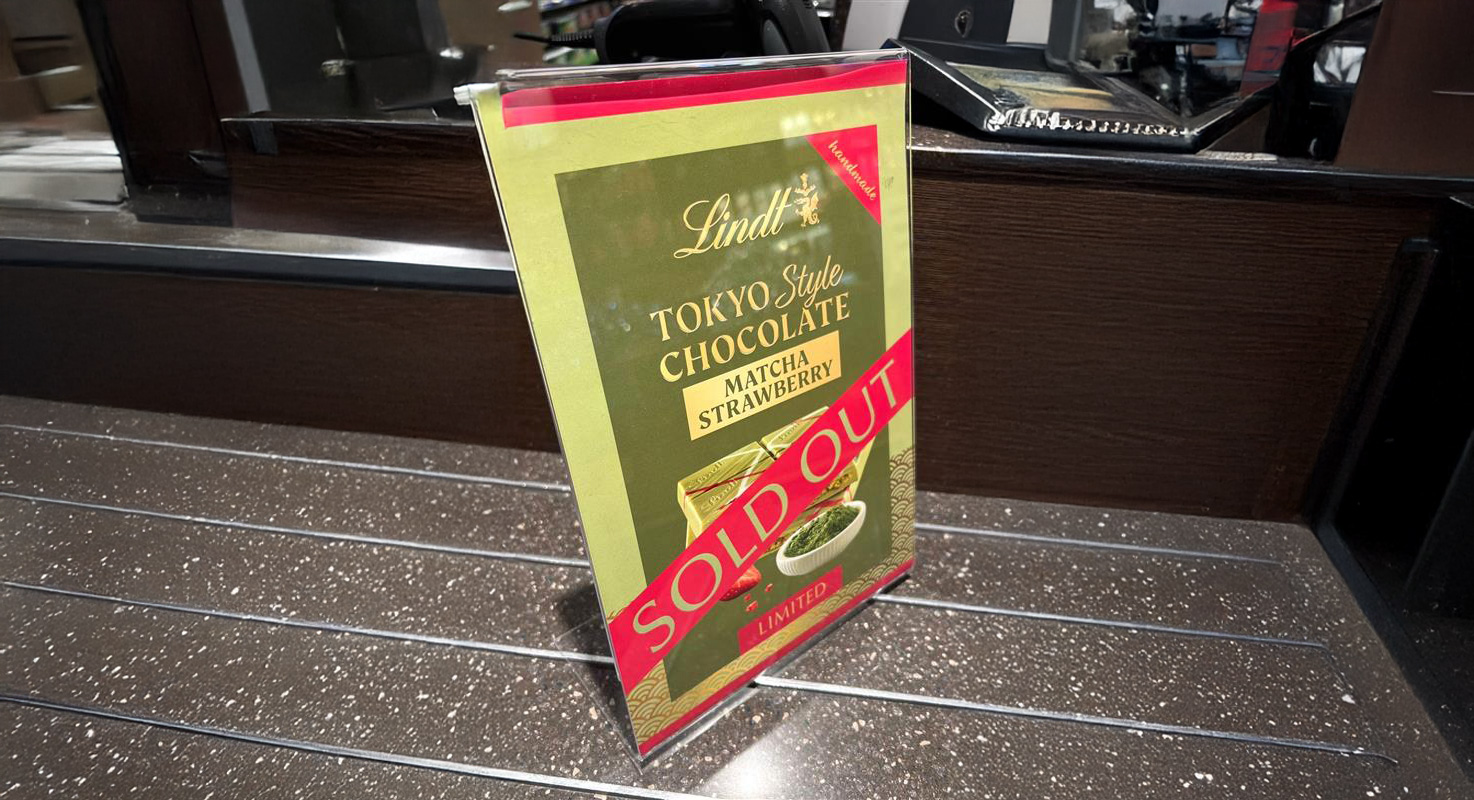 handmade
Lindt
TOKYO Style
CHOCOLATE
MATCHA
STRAWBERRY
SOLD OUT
LIMITED